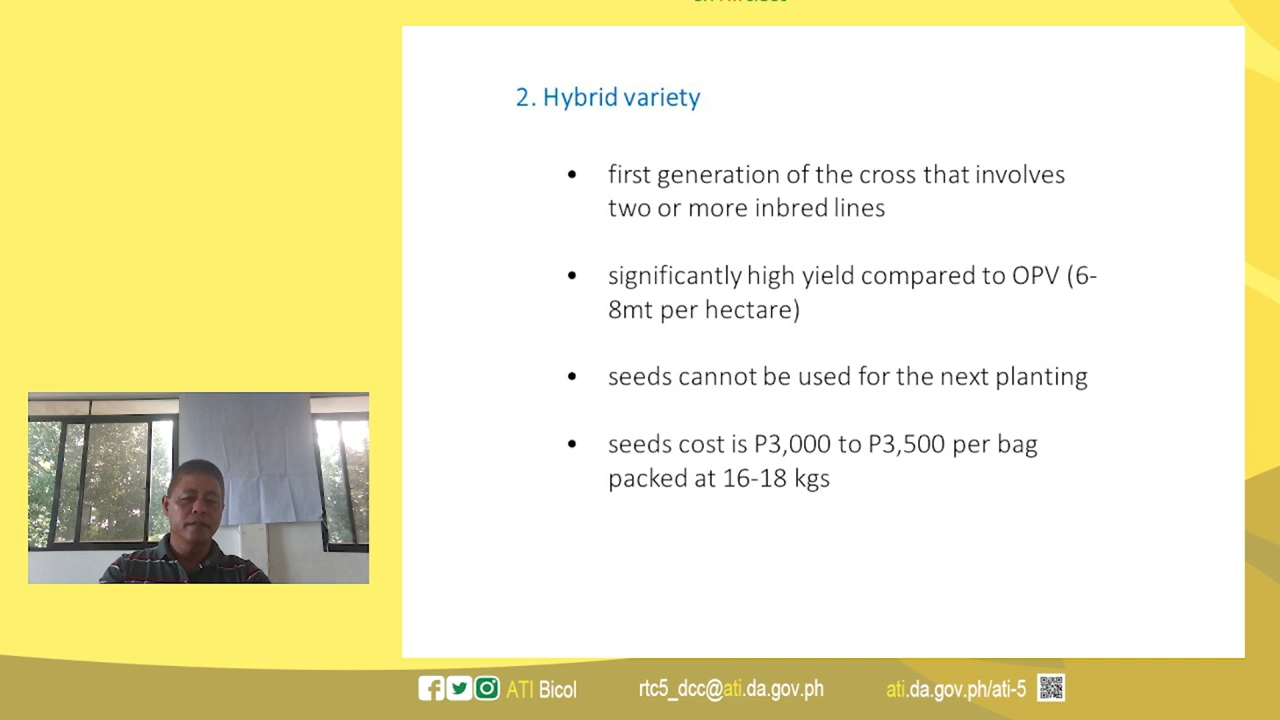 2. Hybrid variety
• first generation of the cross that involves
two or more inbred lines
• significantly high yield compared to OPV (6-
8mt per hectare)
• seeds cannot be used for the next planting
• seeds cost is P3,000 to P3,500 per bag
packed at 16-18 kgs
ATI Bicol
rtc5_dcc@ati.da.gov.ph
ati.da.gov.ph/ati-5